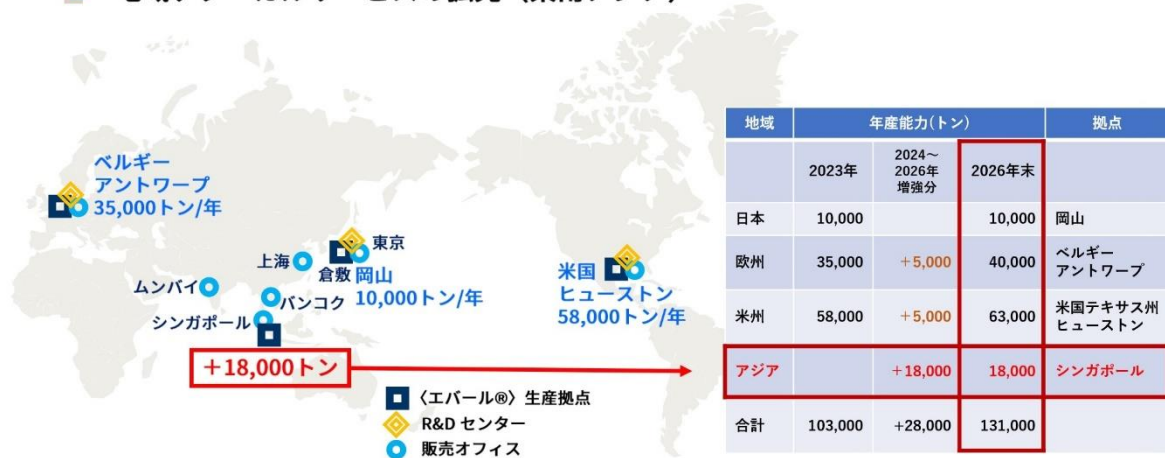 ベルギー
アントワープ
35,000トン/年
上海
東京
倉敷 岡山
10,000トン/年
ムンバイ
バンコク
シンガポール
+18,000トン
米国
ヒューストン
58,000トン/年
〈エバール®〉生産拠点
R&D センター
販売オフィス
地域 年産能力(トン) 拠点
2023年 2024~ 2026年末
2026年
増強分
日本 10,000 10,000 岡山
欧州 35,000 +5,000 40,000 ベルギー
アントワープ
米州 58,000 +5,000 63,000 米国テキサス州
ヒューストン
アジア +18,000 18,000 シンガポール
合計 103,000 +28,000 131,000